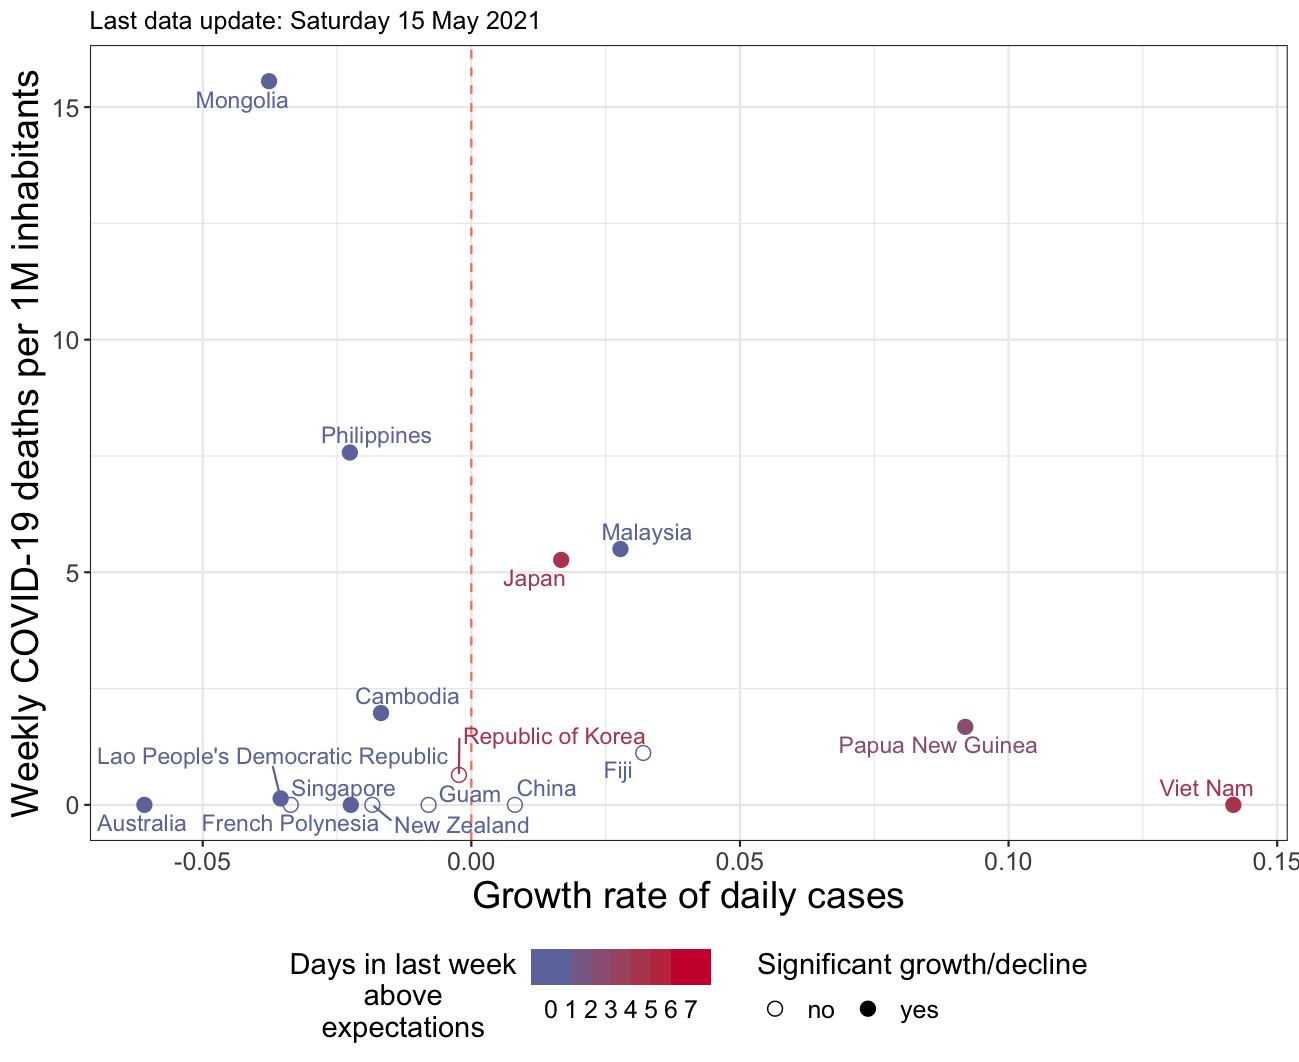 Last data update: Saturday 15 May 2021
Weekly COVID-19 deaths per 1M inhabitants
15
10
5
0
Mongolia
Philippines
Malaysia
Japan
Cambodia
Republic of Korea
Papua New Guinea
Lao People's Democratic Republic
Fiji
Singapore
Guam
China
Viet Nam
Australia
French Polynesia
New Zealand
-0.05
0.00
0.05
0.10
0.15
Growth rate of daily cases
Days in last week
above
expectations
0 1 2 3 4 5 6 7
Significant growth/decline
no
yes